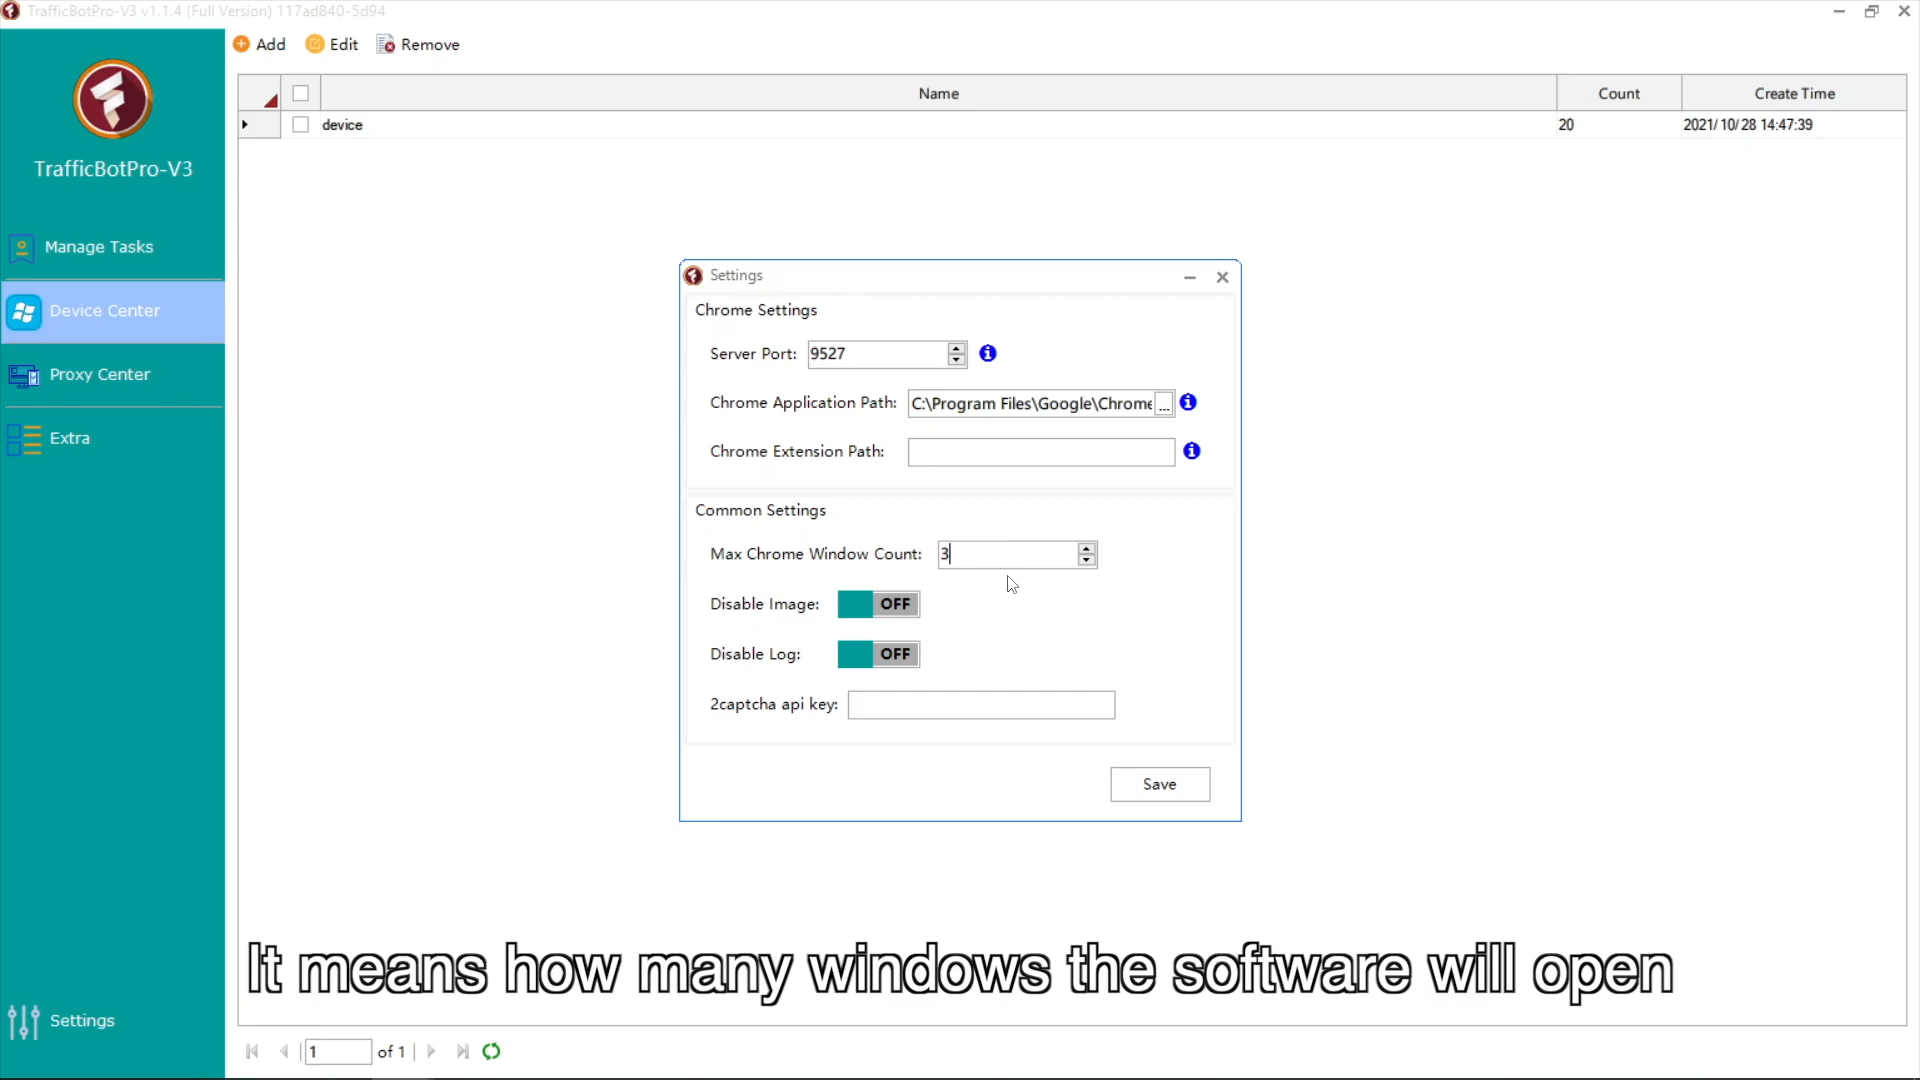 TrafficBotPro-V3 v1.1.4 (Full Version) 117ad840-5d94
Add Edit Remove
TrafficBotPro-V3
Manage Tasks
Device Center
Proxy Center
Extra
Settings
Name Count Create Time
device 20 2021/10/28 14:47:39
Settings
Chrome Settings
Server Port: 9527
Chrome Application Path: C:\Program Files\Google\Chrome ...
Chrome Extension Path:
Common Settings
Max Chrome Window Count: 3
Disable Image: OFF
Disable Log: OFF
2captcha api key:
Save
It means how many windows the software will open
1 of 1